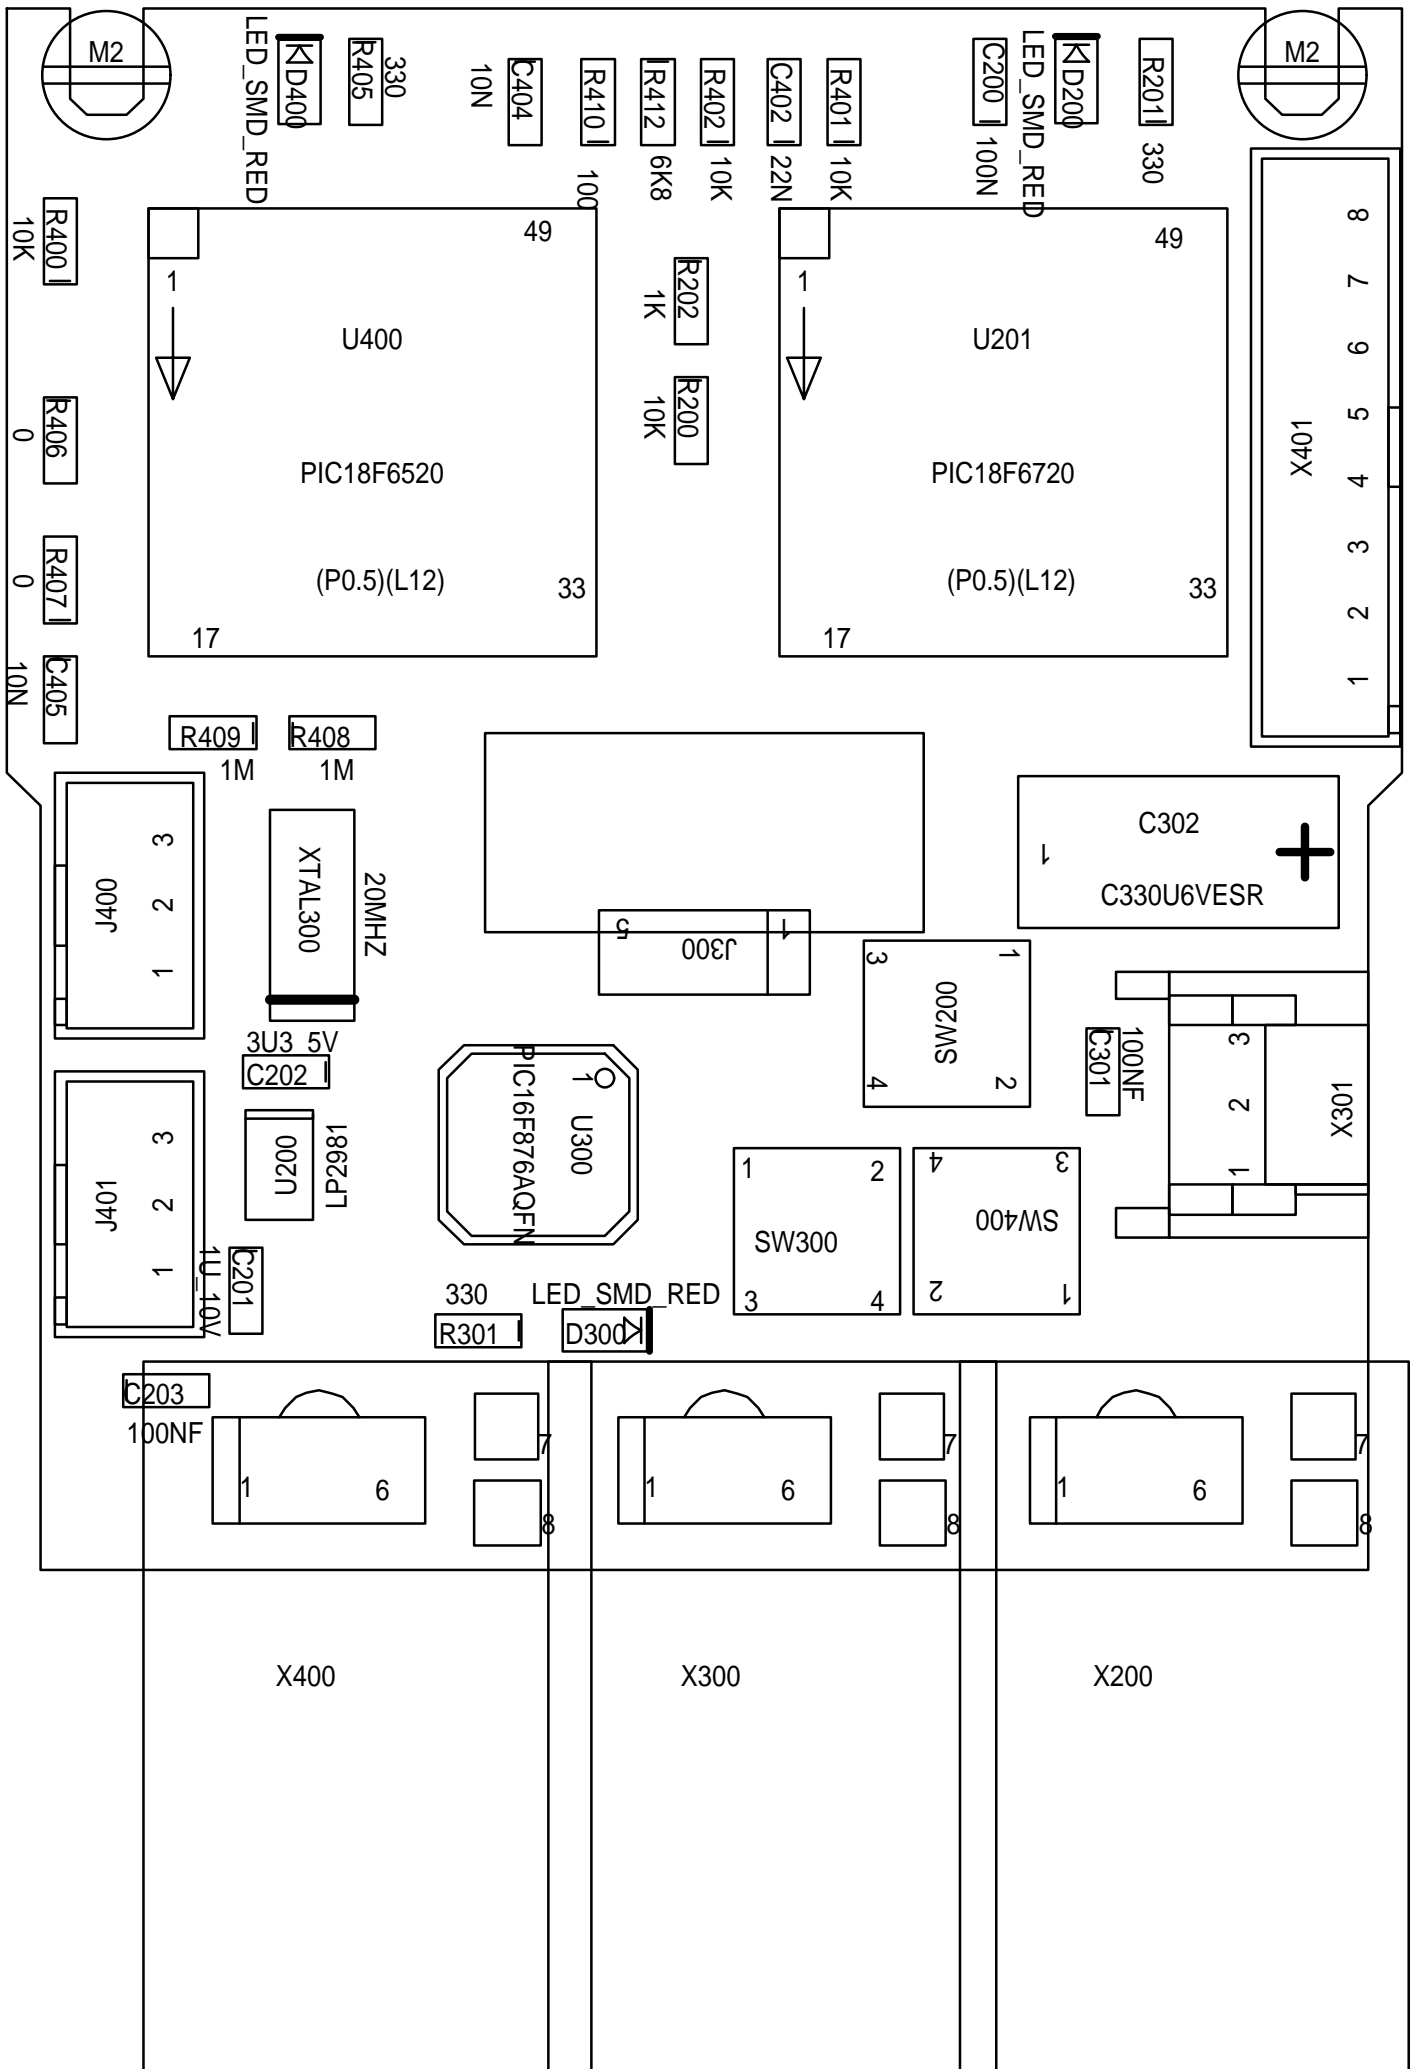 M2
LED_SMD_RED
D400
R405
330
10N
C404
R410
100
R412
6K8
R402
10K
C402
22N
R401
10K
C200
100N
LED_SMD_RED
D200
R201
330
M2
R400
10K
R406
0
R407
0
C405
10N
1
49
U400
PIC18F6520
(P0.5)(L12)
33
17
R202
1K
R200
10K
1
49
U201
PIC18F6720
(P0.5)(L12)
33
17
X401
8
7
6
5
4
3
2
1
R409
1M
R408
1M
J400
3
2
1
XTAL300
20MHZ
5
J300
1
C302
1
+
C330U6VESR
3
1
SW200
4
2
C301
100NF
3
2
1
X301
3U3_5V
C202
U200
LP2981
J401
3
2
1
PIC16F876AQFN
1
U300
1
2
SW300
3
4
4
3
SW400
2
1
1U_10V
C201
330
R301
LED_SMD_RED
D300
C203
100NF
1
6
7
8
1
6
7
8
1
6
7
8
X400
X300
X200